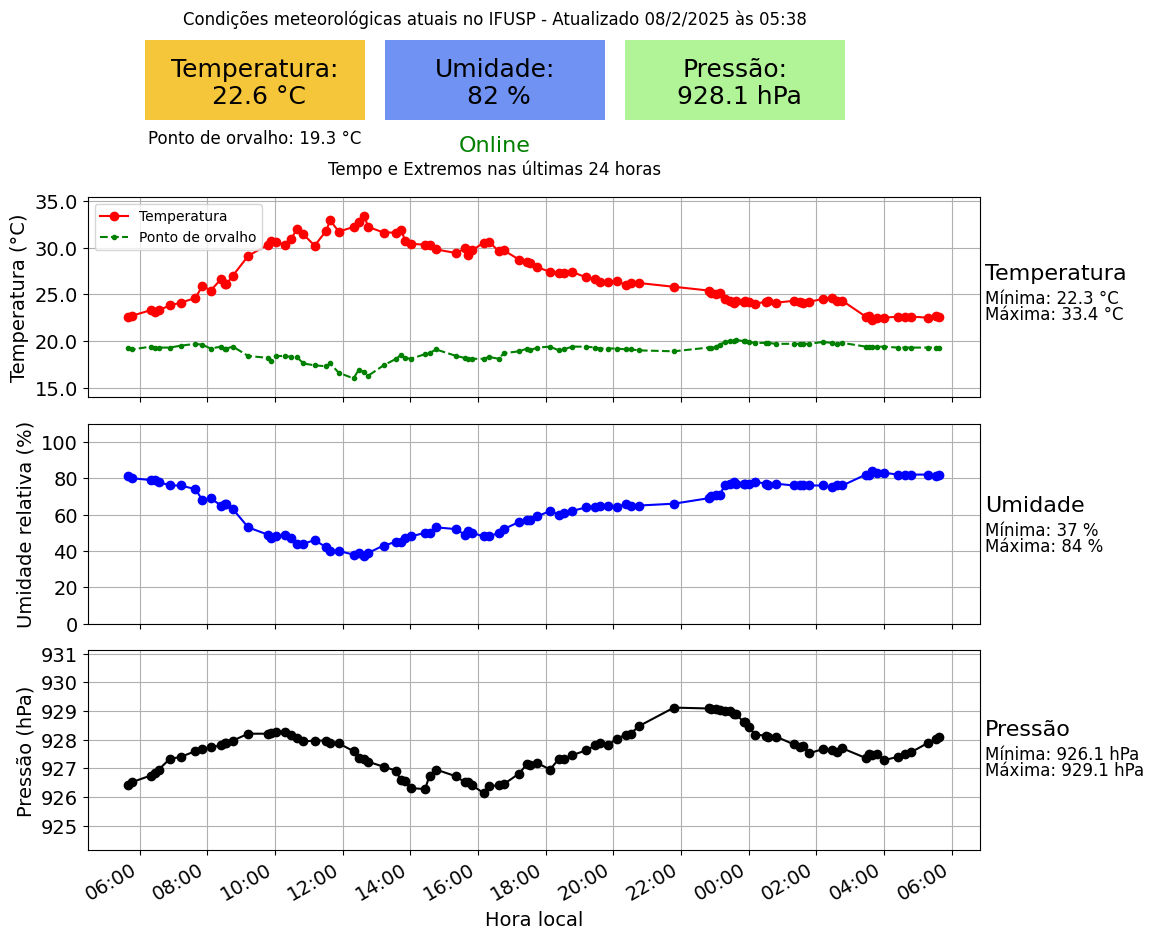 Condições meteorológicas atuais no IFUSP - Atualizado 08/2/2025 às 05:38
Temperatura:
22.6 °C
Umidade:
82 %
Pressão:
928.1 hPa
Ponto de orvalho: 19.3 °C
Online
Tempo e Extremos nas últimas 24 horas
Temperatura (°C)
35.0
30.0
25.0
20.0
15.0
Temperatura
Ponto de orvalho
Temperatura
Mínima: 22.3 °C
Máxima: 33.4 °C
Umidade relativa (%)
100
80
60
40
20
0
Umidade
Mínima: 37 %
Máxima: 84 %
Pressão (hPa)
931
930
929
928
927
926
925
Pressão
Mínima: 926.1 hPa
Máxima: 929.1 hPa
06:00 08:00 10:00 12:00 14:00 16:00 18:00 20:00 22:00 00:00 02:00 04:00 06:00
Hora local